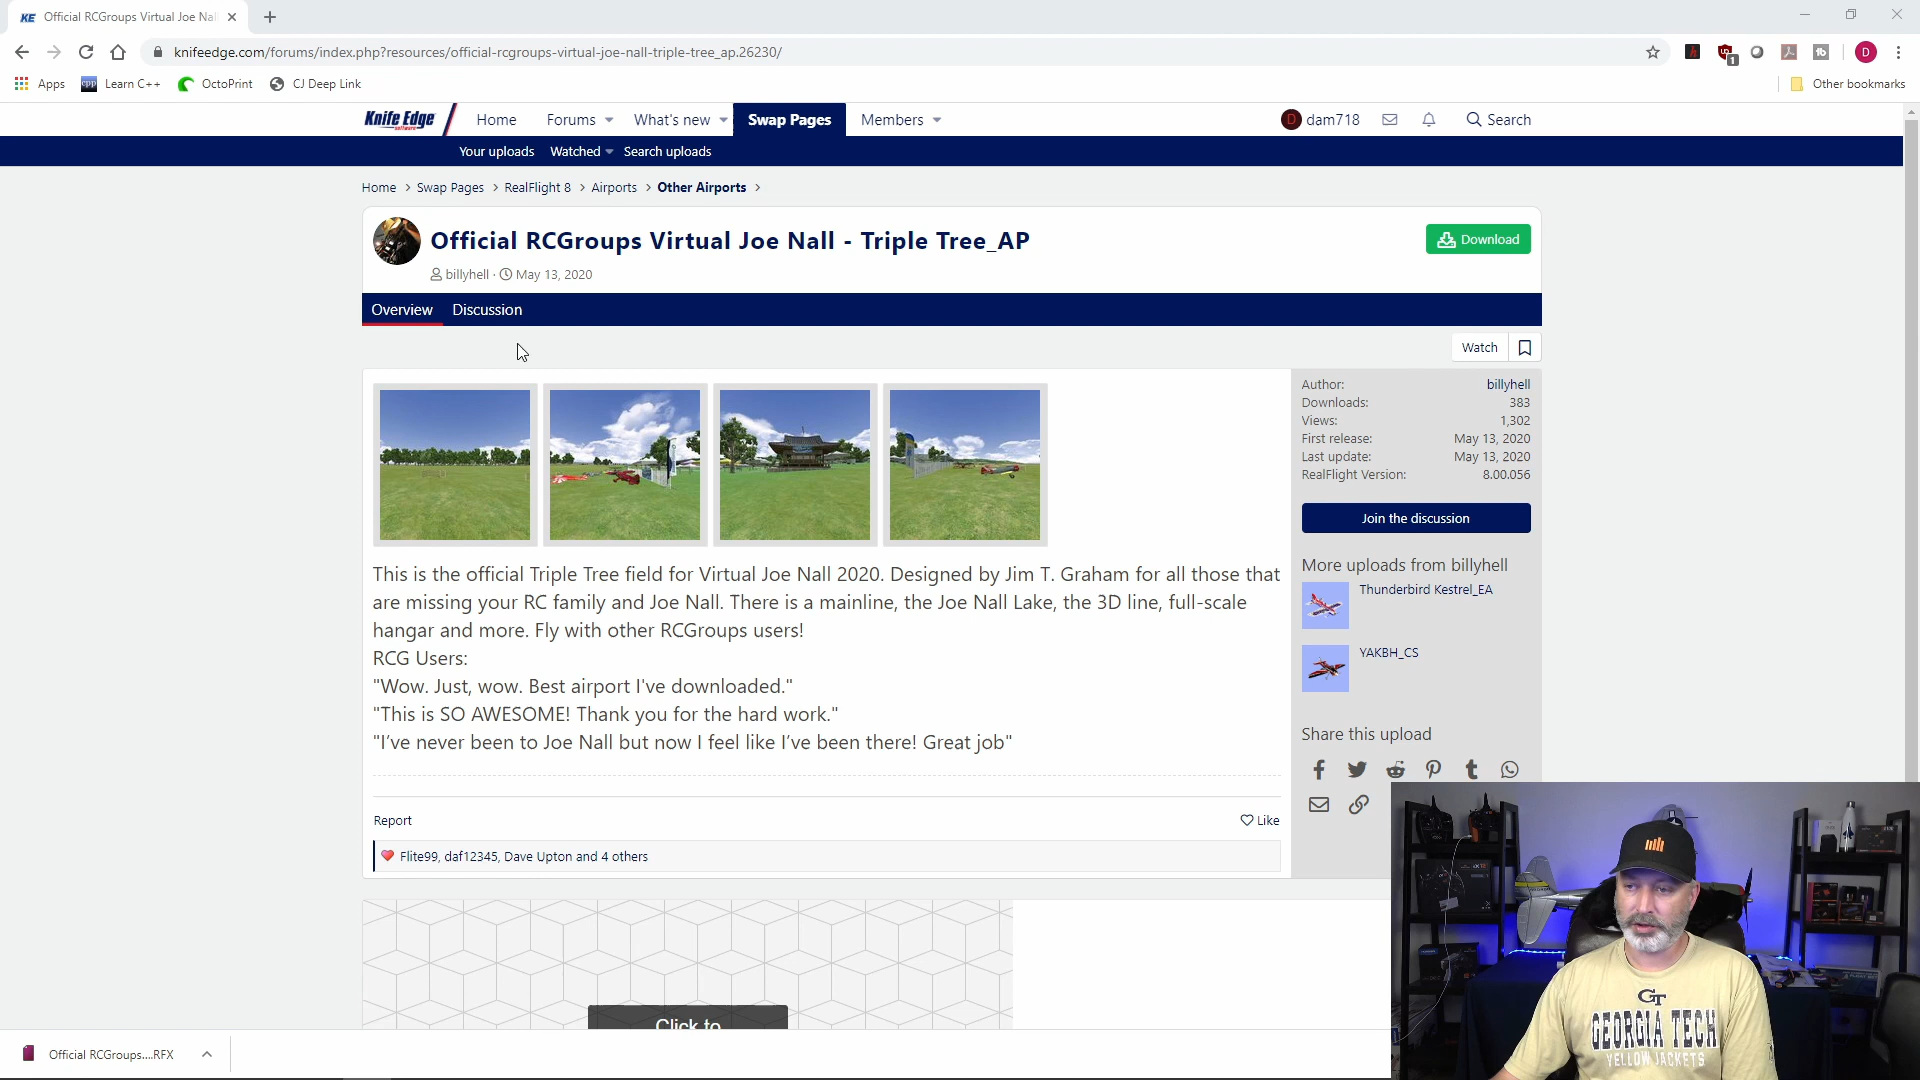 KE Official RCGroups Virtual Joe Nal
knifeedge.com/forums/index.php?resources/official-rcgroups-virtual-joe-nall-triple-tree_ap.26230/
1
D
Apps
cpp Learn C++
OctoPrint
CJ Deep Link
Other bookmarks
Knife Edge software
Home
Forums
What's new
Swap Pages
Members
D dam718
Search
Your uploads
Watched
Search uploads
Home > Swap Pages > RealFlight 8 > Airports > Other Airports >
Official RCGroups Virtual Joe Nall - Triple Tree_AP
Download
billyhell · May 13, 2020
Overview
Discussion
Watch
Author: billyhell
Downloads: 383
Views: 1,302
First release: May 13, 2020
Last update: May 13, 2020
RealFlight Version: 8.00.056
Join the discussion
More uploads from billyhell
Thunderbird Kestrel_EA
YAKBH_CS
Share this upload
This is the official Triple Tree field for Virtual Joe Nall 2020. Designed by Jim T. Graham for all those that
are missing your RC family and Joe Nall. There is a mainline, the Joe Nall Lake, the 3D line, full-scale
hangar and more. Fly with other RCGroups users!
RCG Users:
"Wow. Just, wow. Best airport I've downloaded."
"This is SO AWESOME! Thank you for the hard work."
"I’ve never been to Joe Nall but now I feel like I’ve been there! Great job"
Report
Like
Flite99, daf12345, Dave Upton and 4 others
Click to
Official RCGroups....RFX
GT
GEORGIA TECH
YELLOW JACKETS